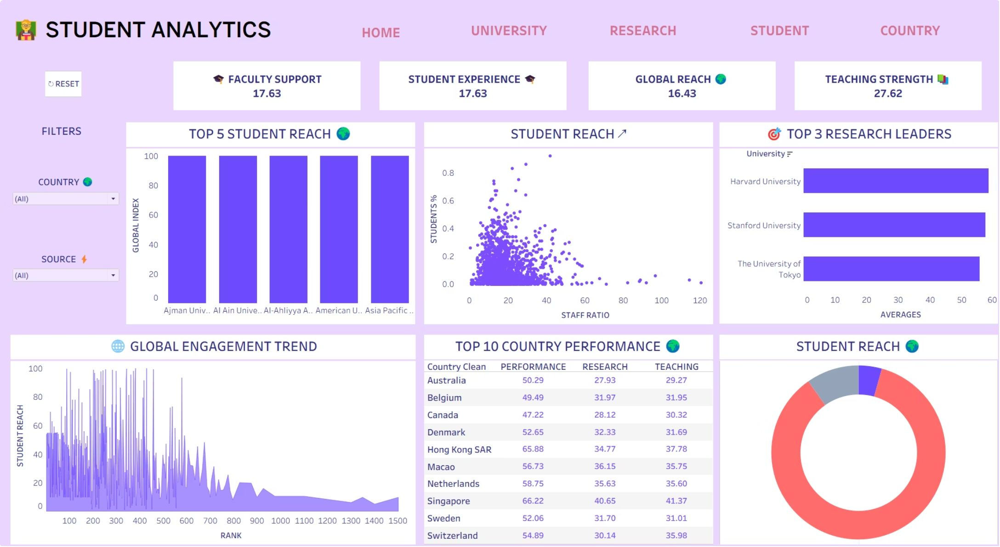 STUDENT ANALYTICS
HOME
UNIVERSITY
RESEARCH
STUDENT
COUNTRY
RESET
FACULTY SUPPORT
17.63
STUDENT EXPERIENCE
17.63
GLOBAL REACH
16.43
TEACHING STRENGTH
27.62
FILTERS
COUNTRY
(All)
SOURCE
(All)
TOP 5 STUDENT REACH
GLOBAL INDEX
100
80
60
40
20
0
Ajman Univ.. Al Ain Unive.. Al-Ahliyya A.. American U.. Asia Pacific ..
STUDENT REACH
STUDENTS %
0.8
0.6
0.4
0.2
0.0
0 20 40 60 80 100 120
STAFF RATIO
TOP 3 RESEARCH LEADERS
University
Harvard University
Stanford University
The University of
Tokyo
0 10 20 30 40 50 60
AVERAGES
GLOBAL ENGAGEMENT TREND
STUDENT REACH
100
80
60
40
20
0
100 200 300 400 500 600 700 800 900 1000 1100 1200 1300 1400 1500
RANK
TOP 10 COUNTRY PERFORMANCE
Country Clean PERFORMANCE RESEARCH TEACHING
Australia 50.29 27.93 29.27
Belgium 49.49 31.97 31.95
Canada 47.22 28.12 30.32
Denmark 52.65 32.33 31.69
Hong Kong SAR 65.88 34.77 37.78
Macao 56.73 36.15 35.75
Netherlands 58.75 35.63 35.60
Singapore 66.22 40.65 41.37
Sweden 52.06 31.70 31.01
Switzerland 54.89 30.14 35.98
STUDENT REACH